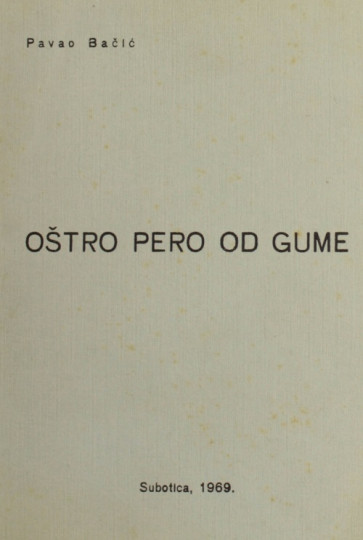 Pavao Bačić
OŠTRO PERO OD GUME
Subotica, 1969.